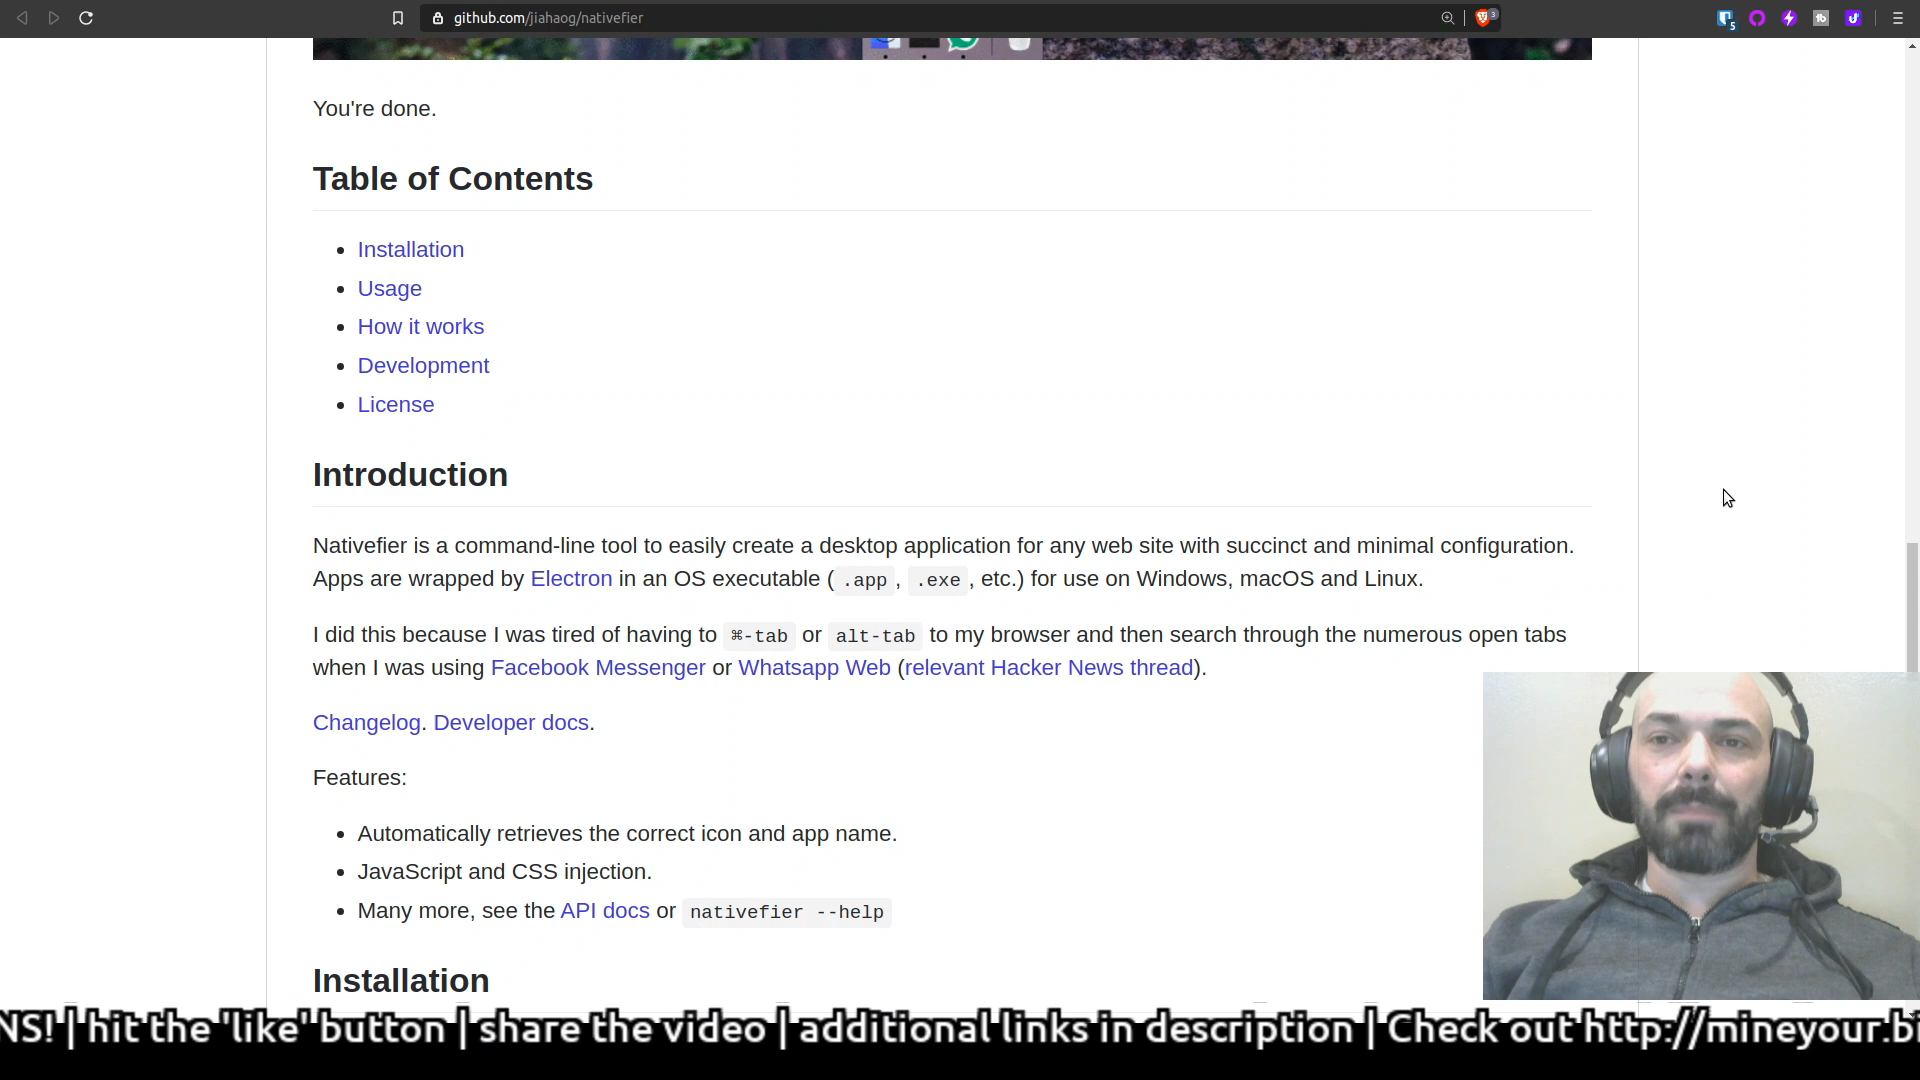 github.com/jiahaog/nativefier
5
3
You're done.
Table of Contents
Installation
Usage
How it works
Development
License
Introduction
Nativefier is a command-line tool to easily create a desktop application for any web site with succinct and minimal configuration.
Apps are wrapped by Electron in an OS executable ( .app , .exe , etc.) for use on Windows, macOS and Linux.
I did this because I was tired of having to ⌘-tab or alt-tab to my browser and then search through the numerous open tabs
when I was using Facebook Messenger or Whatsapp Web (relevant Hacker News thread).
Changelog. Developer docs.
Features:
Automatically retrieves the correct icon and app name.
JavaScript and CSS injection.
Many more, see the API docs or nativefier --help
Installation
NS! | hit the 'like' button | share the video | additional links in description | Check out http://mineyour.bi